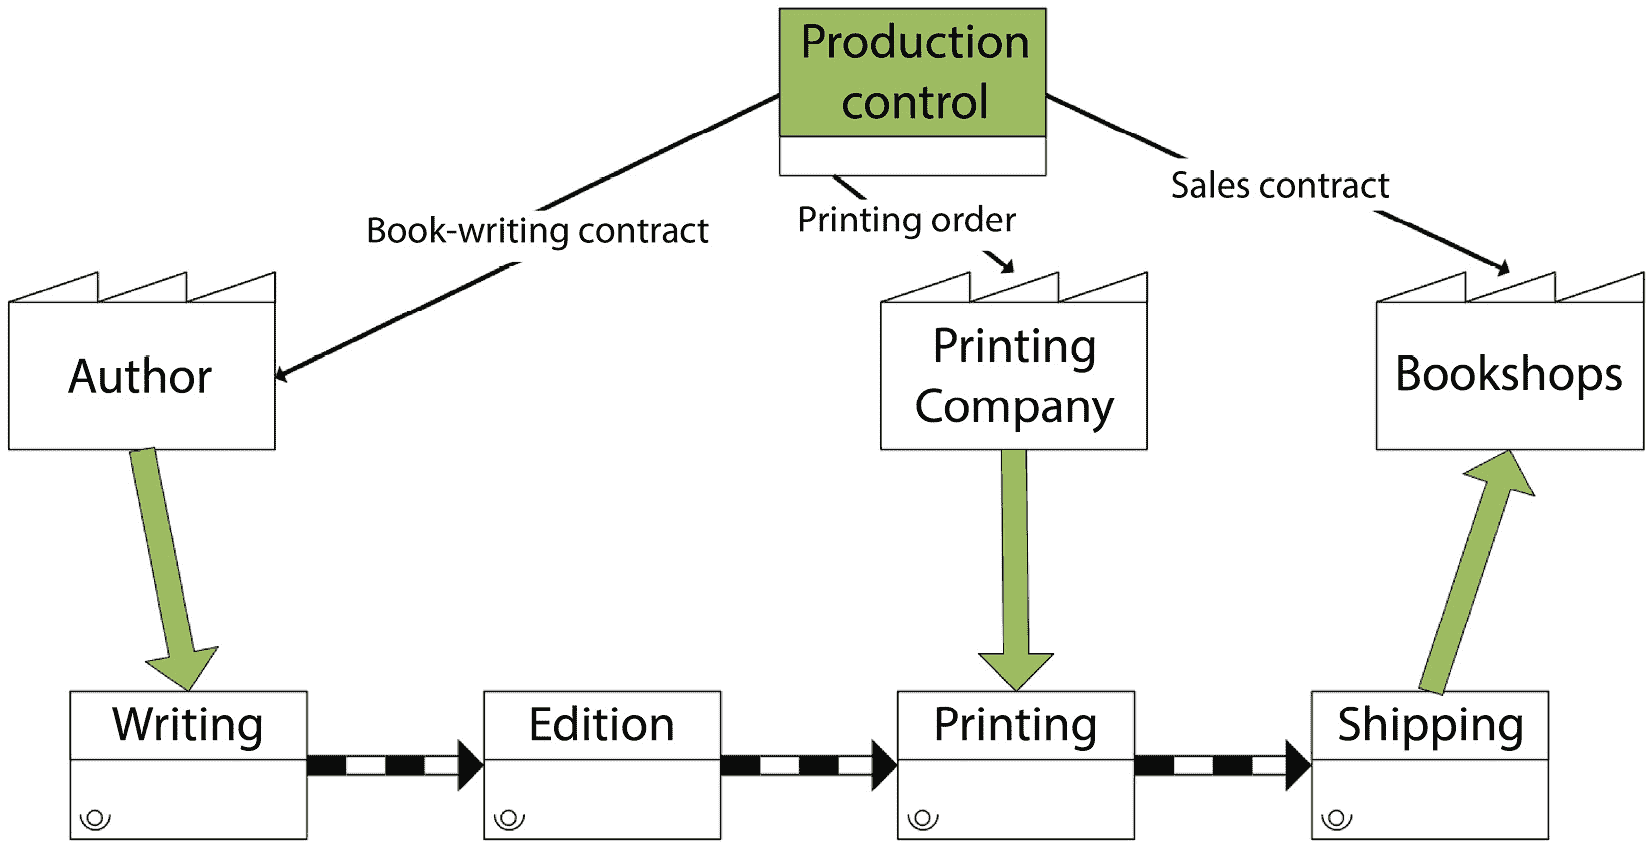 Production
control
Sales contract
Book-writing contract
Printing order
Author
Printing
Company
Bookshops
Writing
Edition
Printing
Shipping